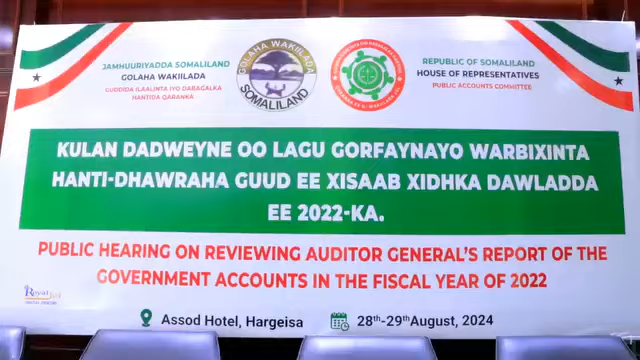 JAMHUURIYADDA SOMALILAND
GOLAHA WAKIILADA
GUDDIDA ILAALINTA IYO DABAGALKA
HANTIDA QARANKA
GOLAHA WAKIILADA
SOMALILAND
REPUBLIC OF SOMALILAND
HOUSE OF REPRESENTATIVES
PUBLIC ACCOUNTS COMMITTEE
KULAN DADWEYNE OO LAGU GORFAYNAYO WARBIXINTA
HANTI-DHAWRAHA GUUD EE XISAAB XIDHKA DAWLADDA
EE 2022-KA.
PUBLIC HEARING ON REVIEWING AUDITOR GENERAL'S REPORT OF THE
GOVERNMENT ACCOUNTS IN THE FISCAL YEAR OF 2022
Royal
Assod Hotel, Hargeisa
28th-29th August, 2024